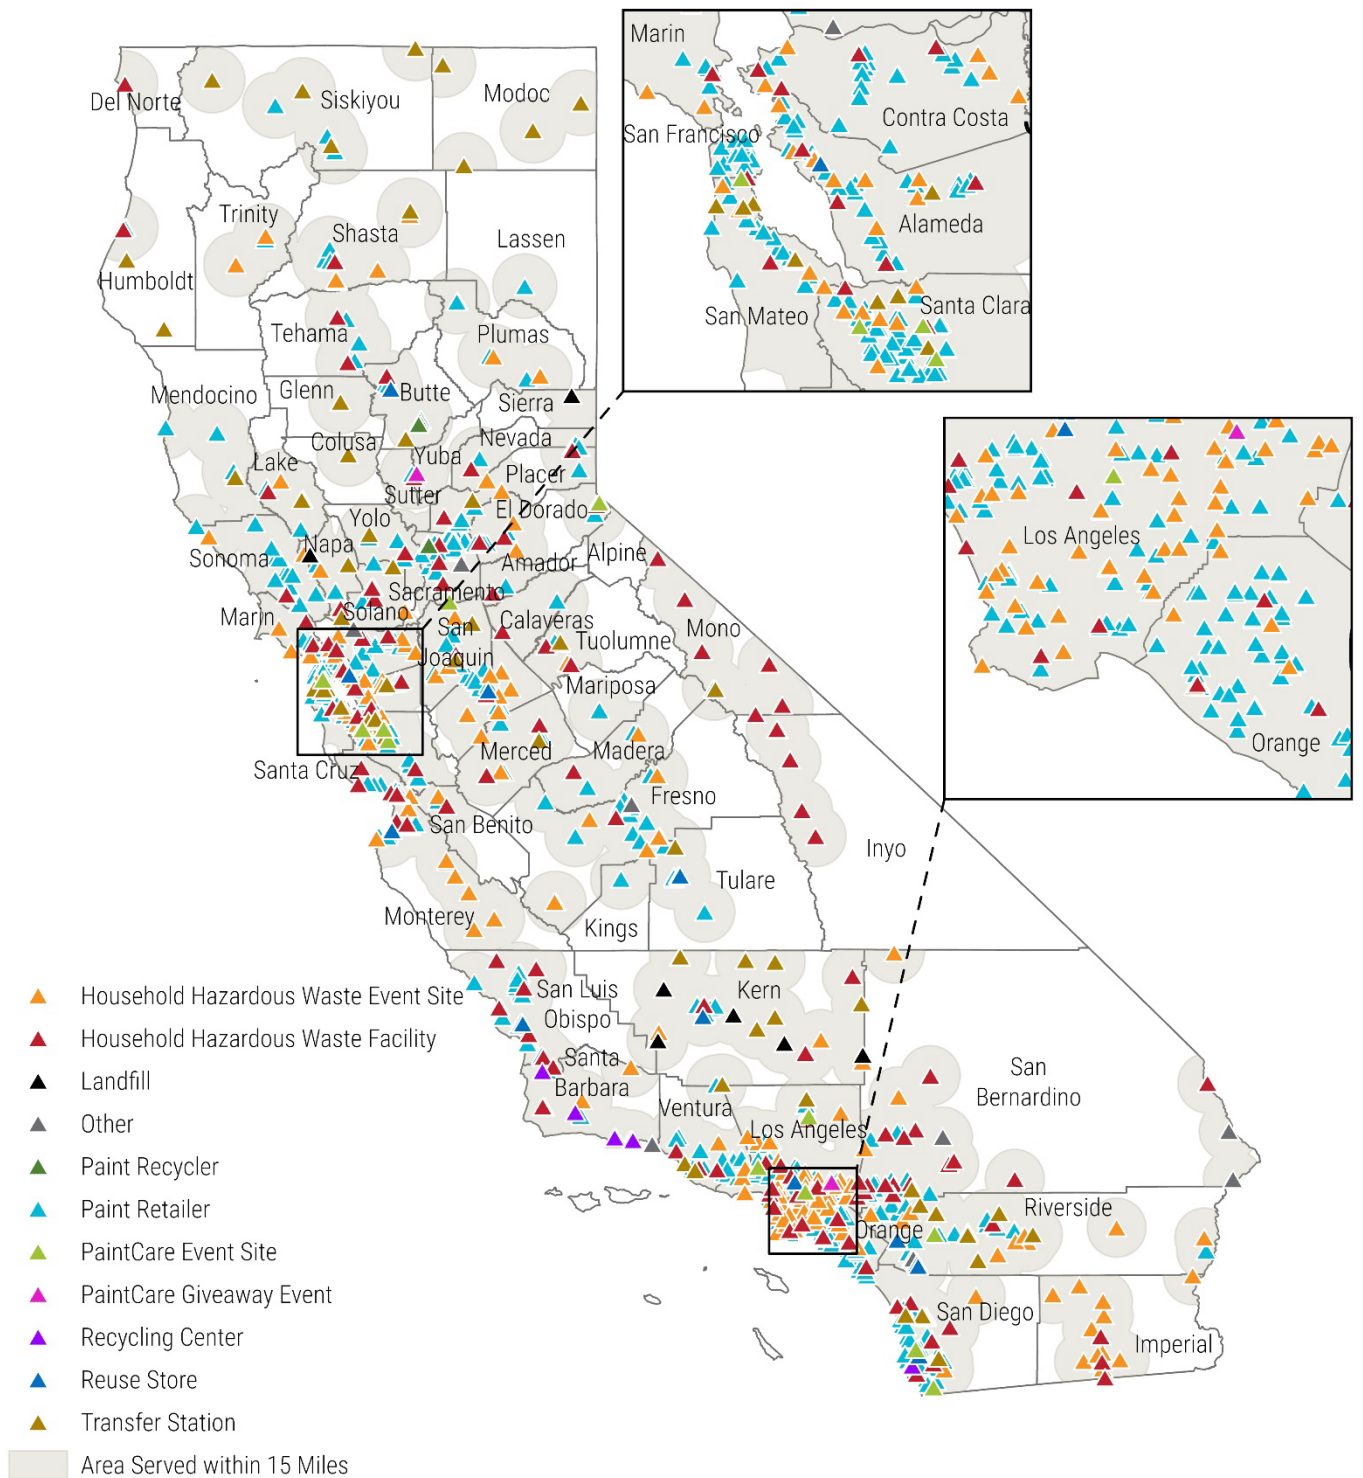 Marin
San Francisco
Contra Costa
Alameda
San Mateo
Santa Clara
Del Norte
Siskiyou
Modoc
Trinity
Shasta
Lassen
Humboldt
Tehama
Plumas
Mendocino
Glenn
Butte
Sierra
Colusa
Nevada
Lake
Yuba
Placer
Sutter
El Dorado
Yolo
Sonoma
Napa
Amador
Alpine
Sacramento
Marin
Solano
San
Joaquin
Calaveras
Tuolumne
Mono
Mariposa
Merced
Madera
Santa Cruz
Fresno
San Benito
Inyo
Tulare
Monterey
Kings
Los Angeles
Orange
San Luis
Obispo
Kern
Santa
Barbara
Ventura
Los Angeles
San
Bernardino
Riverside
Orange
San Diego
Imperial
Household Hazardous Waste Event Site
Household Hazardous Waste Facility
Landfill
Other
Paint Recycler
Paint Retailer
PaintCare Event Site
PaintCare Giveaway Event
Recycling Center
Reuse Store
Transfer Station
Area Served within 15 Miles